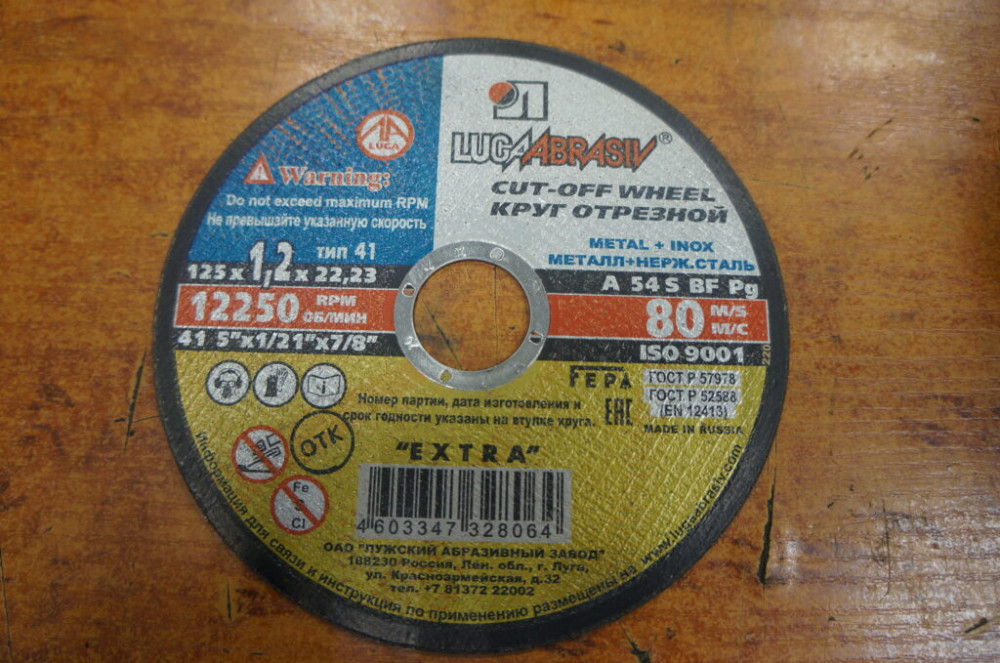 LUGA
LUGAABRASIV®
Warning:
Do not exceed maximum RPM
Не превышайте указанную скорость
CUT-OFF WHEEL
КРУГ ОТРЕЗНОЙ
METAL + INOX
МЕТАЛЛ+НЕРЖ.СТАЛЬ
тип 41
125 x 1,2 x 22,23
A 54 S BF Pg
12250 RPM
ОБ/МИН
80 M/S
М/С
41 5"x1/21"x7/8"
ISO 9001
FEPA
ГОСТ Р 57978
ГОСТ Р 52588
(EN 12413)
EAC
MADE IN RUSSIA
Номер партии, дата изготовления и
срок годности указаны на втулке круга.
ОТК
"EXTRA"
Fe
S
Cl
4 603347 328064
ОАО "ЛУЖСКИЙ АБРАЗИВНЫЙ ЗАВОД"
188230 Россия, Лен. обл., г. Луга,
ул. Красноармейская, д.32
тел. +7 81372 22002
Информация для связи и инструкция по применению размещены на www.lugaabrasiv.com